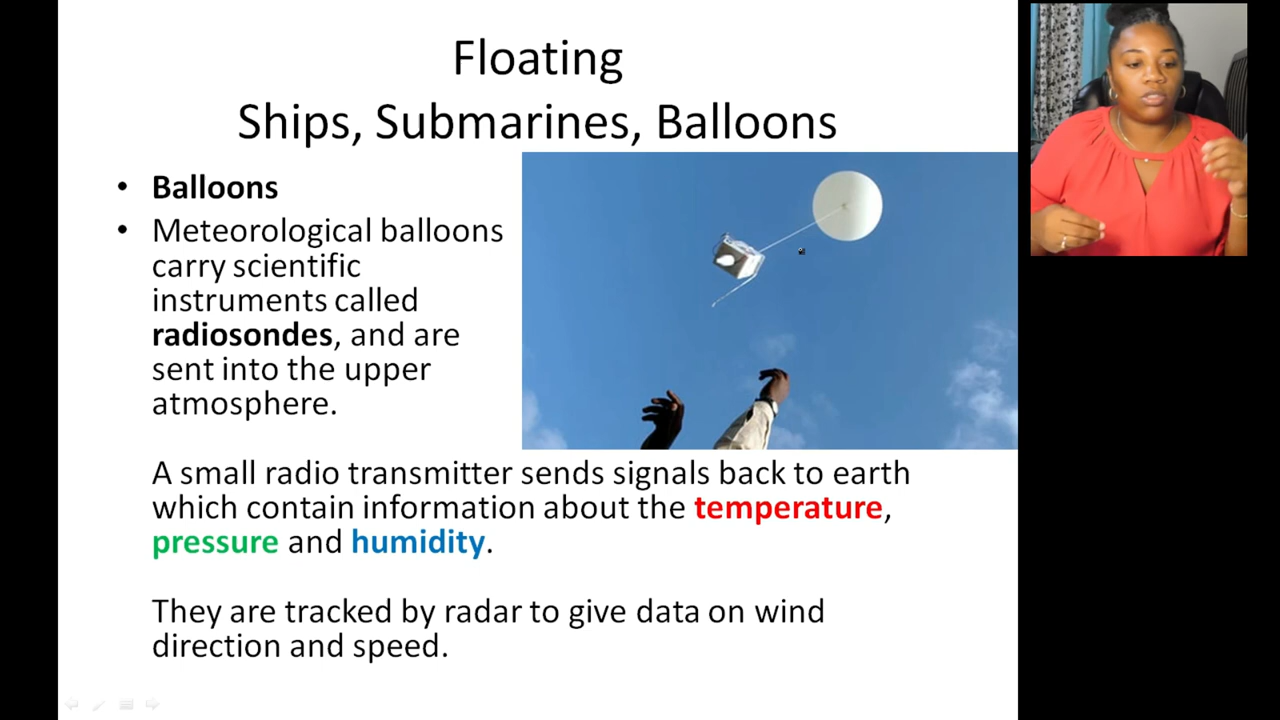 Floating
Ships, Submarines, Balloons
• Balloons
• Meteorological balloons
carry scientific
instruments called
radiosondes, and are
sent into the upper
atmosphere.
A small radio transmitter sends signals back to earth
which contain information about the temperature,
pressure and humidity.
They are tracked by radar to give data on wind
direction and speed.